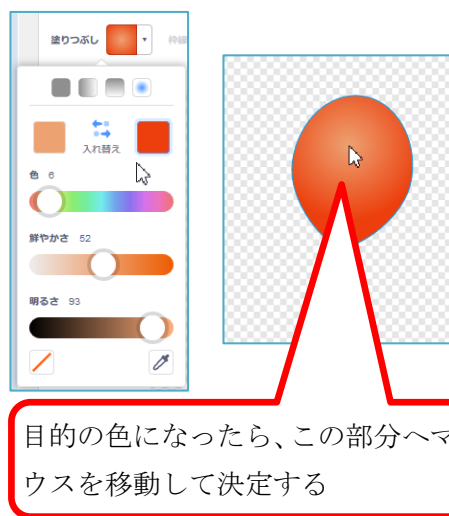 塗りつぶし
枠線
入れ替え
色 6
鮮やかさ 52
明るさ 93
目的の色になったら、この部分へマ
ウスを移動して決定する